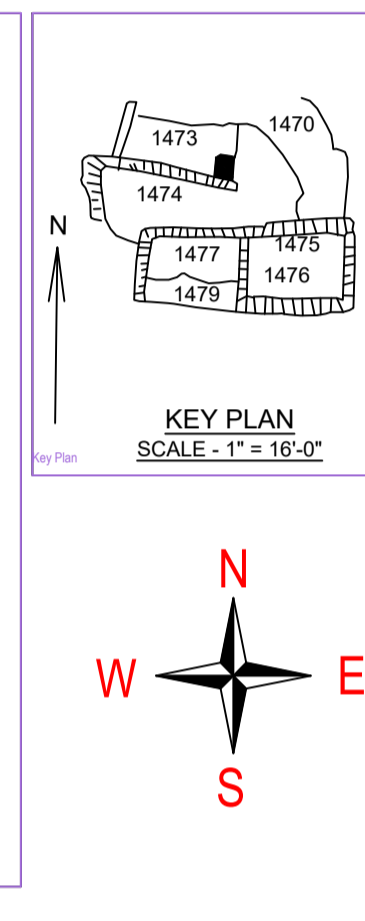 1470
1473
1474
N
1475
1477
1476
1479
KEY PLAN
SCALE - 1" = 16'-0"
Key Plan
N
W E
S